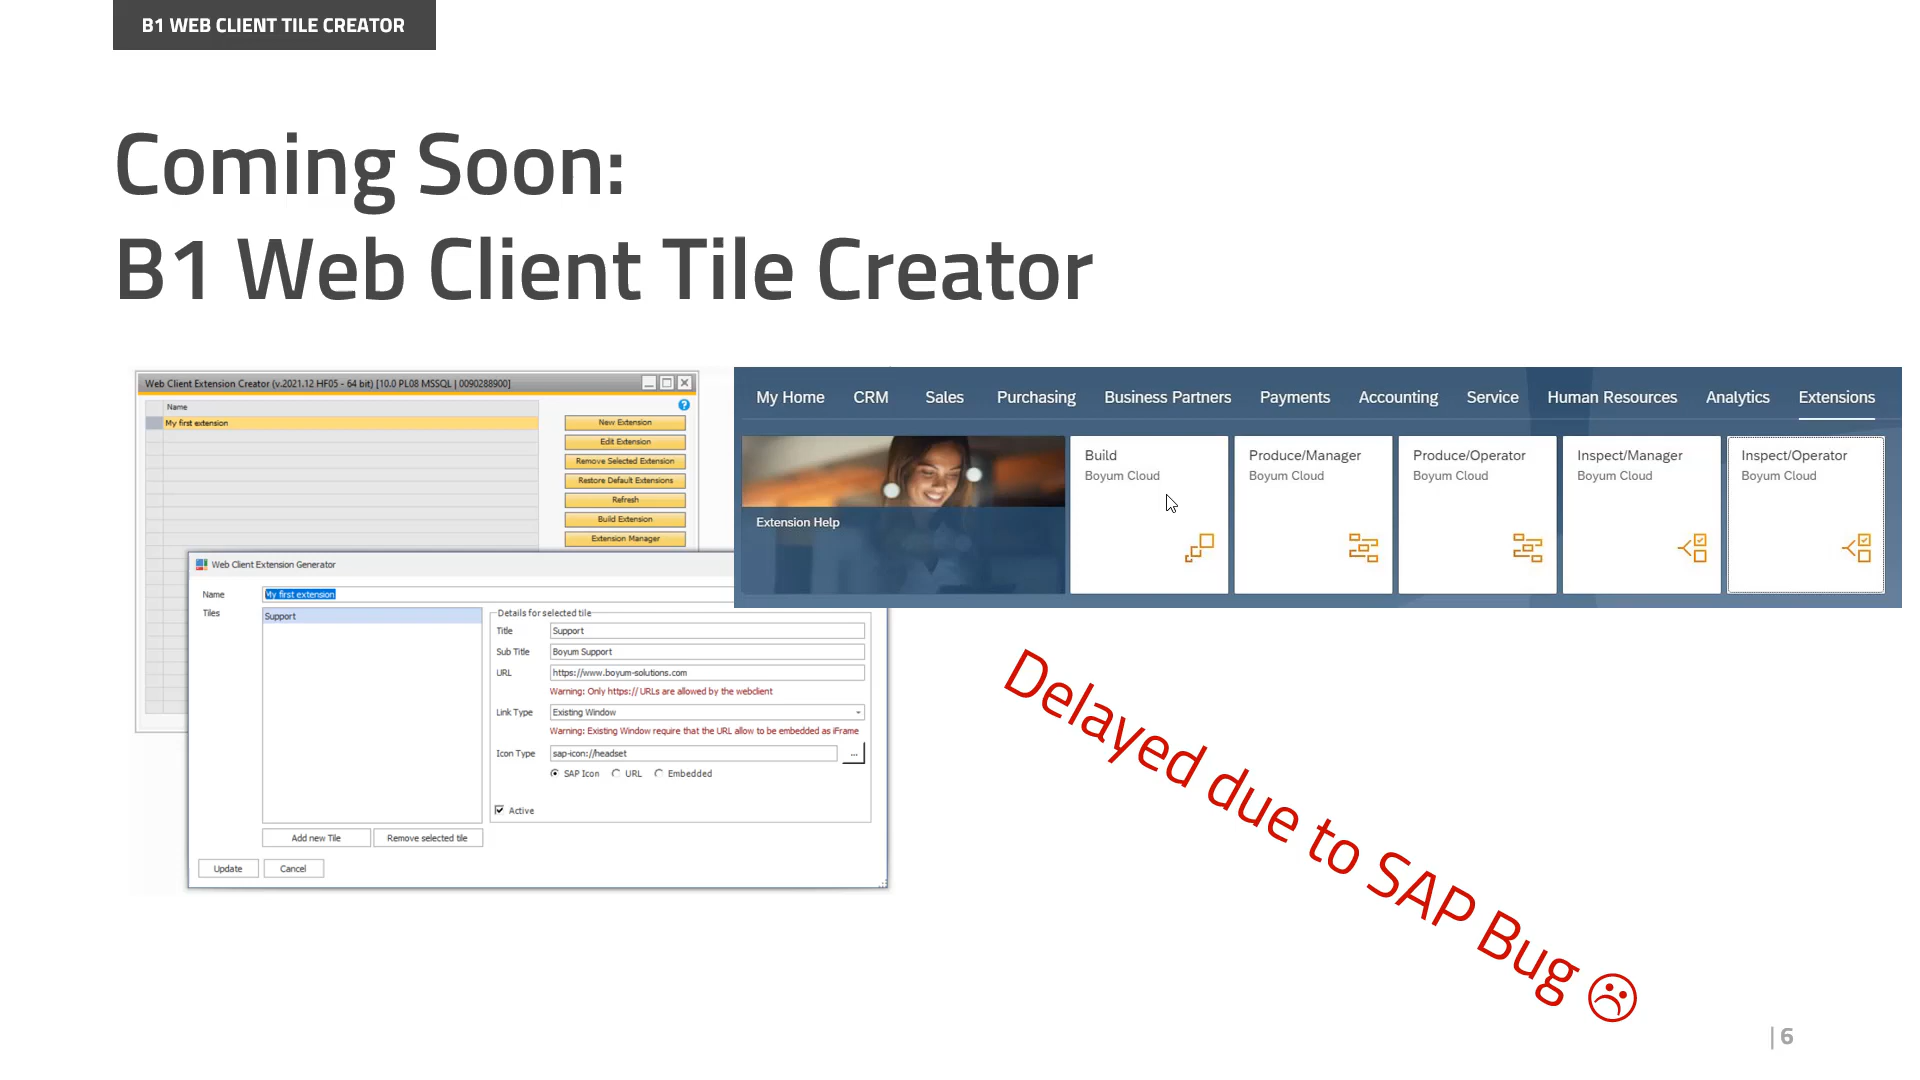 B1 WEB CLIENT TILE CREATOR
Coming Soon:
B1 Web Client Tile Creator
Web Client Extension Creator (v.2021.12 HF05 - 64 bit) [10.0 PL08 MSSQL | 0090288900]
Name
My first extension
New Extension
Edit Extension
Remove Selected Extension
Restore Default Extensions
Refresh
Build Extension
Extension Manager
Web Client Extension Generator
Name
My first extension
Tiles
Support
Details for selected tile
Title
Support
Sub Title
Boyum Support
URL
https://www.boyum-solutions.com
Warning: Only https:// URLs are allowed by the webclient
Link Type
Existing Window
Warning: Existing Window require that the URL allow to be embedded as iFrame
Icon Type
sap-icon://headset
...
SAP Icon
URL
Embedded
Active
Add new Tile
Remove selected tile
Update
Cancel
My Home
CRM
Sales
Purchasing
Business Partners
Payments
Accounting
Service
Human Resources
Analytics
Extensions
Extension Help
Build
Boyum Cloud
Produce/Manager
Boyum Cloud
Produce/Operator
Boyum Cloud
Inspect/Manager
Boyum Cloud
Inspect/Operator
Boyum Cloud
Delayed due to SAP Bug ☹
| 6